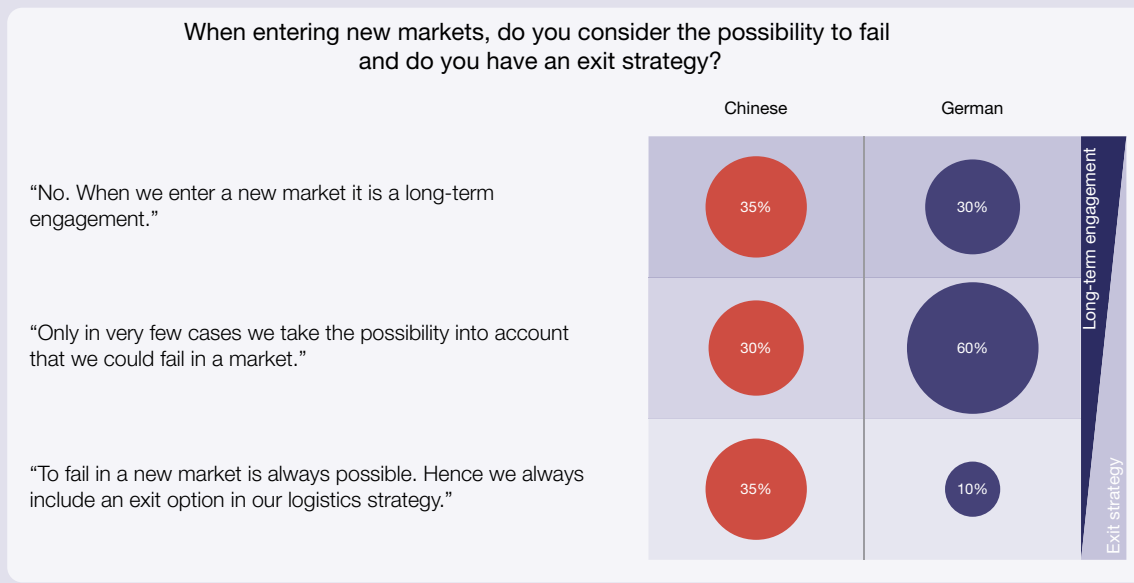 When entering new markets, do you consider the possibility to fail
and do you have an exit strategy?
Chinese
German
“No. When we enter a new market it is a long-term
engagement.”
35%
30%
Long-term engagement
“Only in very few cases we take the possibility into account
that we could fail in a market.”
30%
60%
“To fail in a new market is always possible. Hence we always
include an exit option in our logistics strategy.”
35%
10%
Exit strategy